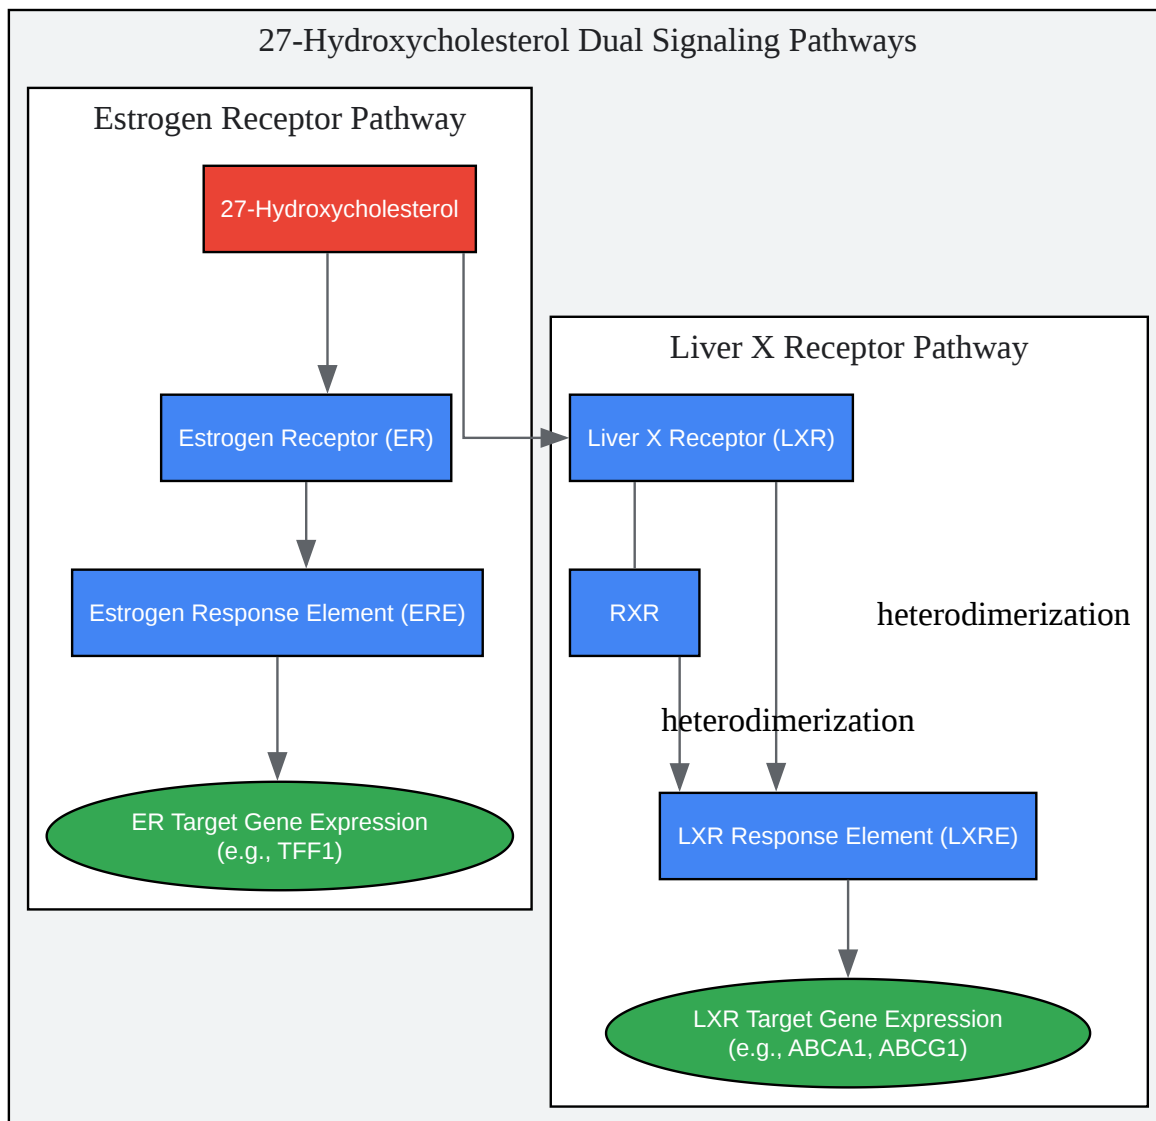 27-Hydroxycholesterol Dual Signaling Pathways
Estrogen Receptor Pathway
27-Hydroxycholesterol
Estrogen Receptor (ER)
Estrogen Response Element (ERE)
ER Target Gene Expression
(e.g., TFF1)
Liver X Receptor Pathway
Liver X Receptor (LXR)
RXR
heterodimerization
heterodimerization
LXR Response Element (LXRE)
LXR Target Gene Expression
(e.g., ABCA1, ABCG1)